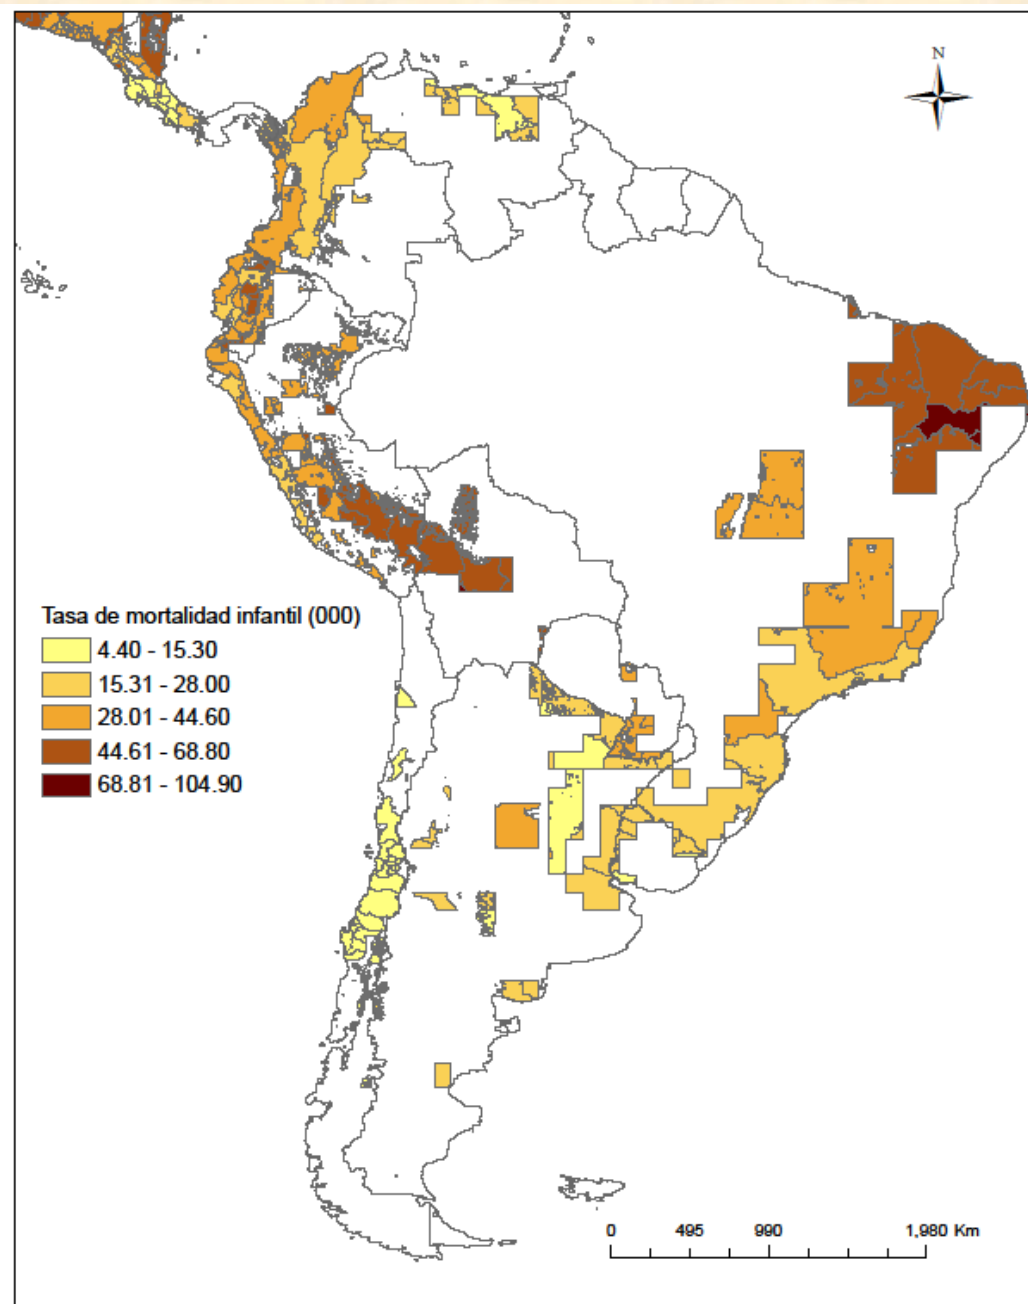 N
Tasa de mortalidad infantil (000)
4.40 - 15.30
15.31 - 28.00
28.01 - 44.60
44.61 - 68.80
68.81 - 104.90
0 495 990 1,980 Km